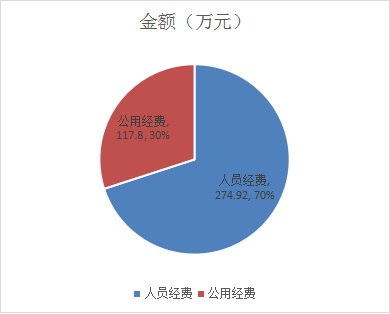 金额（万元）
公用经费,
117.8, 30%
人员经费,
274.92, 70%
人员经费 公用经费